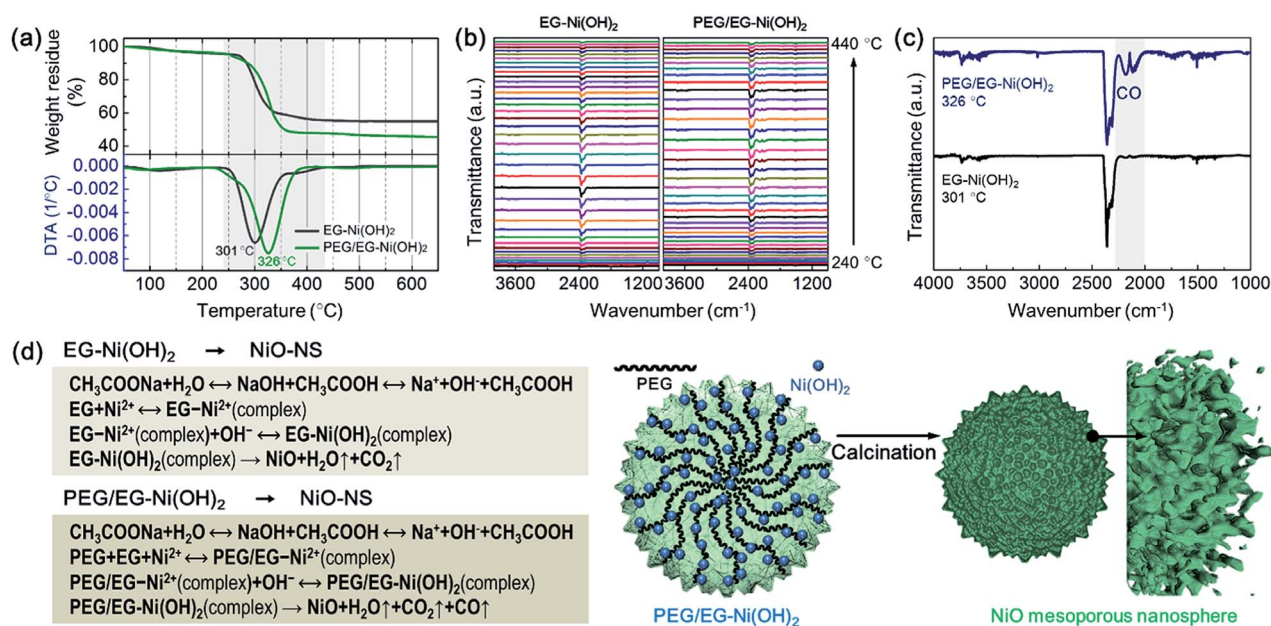 (a)
100
80
60
40
Weight residue
(%)
0.000
-0.002
-0.004
-0.006
-0.008
DTA (1/°C)
301 °C
326 °C
EG-Ni(OH)₂
PEG/EG-Ni(OH)₂
100 200 300 400 500 600
Temperature (°C)
(b)
EG-Ni(OH)₂
PEG/EG-Ni(OH)₂
440 °C
240 °C
Transmittance (a.u.)
3600 2400 1200 3600 2400 1200
Wavenumber (cm⁻¹)
(c)
Transmittance (a.u.)
PEG/EG-Ni(OH)₂
326 °C
CO
EG-Ni(OH)₂
301 °C
4000 3500 3000 2500 2000 1500 1000
Wavenumber (cm⁻¹)
(d)
EG-Ni(OH)₂ → NiO-NS
CH₃COONa+H₂O ↔ NaOH+CH₃COOH ↔ Na⁺+OH⁻+CH₃COOH
EG+Ni²⁺ ↔ EG−Ni²⁺(complex)
EG−Ni²⁺(complex)+OH⁻ ↔ EG-Ni(OH)₂(complex)
EG-Ni(OH)₂(complex) → NiO+H₂O↑+CO₂↑
PEG/EG-Ni(OH)₂ → NiO-NS
CH₃COONa+H₂O ↔ NaOH+CH₃COOH ↔ Na⁺+OH⁻+CH₃COOH
PEG+EG+Ni²⁺ ↔ PEG/EG−Ni²⁺(complex)
PEG/EG−Ni²⁺(complex)+OH⁻ ↔ PEG/EG-Ni(OH)₂(complex)
PEG/EG-Ni(OH)₂(complex) → NiO+H₂O↑+CO₂↑+CO↑
PEG
Ni(OH)₂
Calcination
PEG/EG-Ni(OH)₂
NiO mesoporous nanosphere